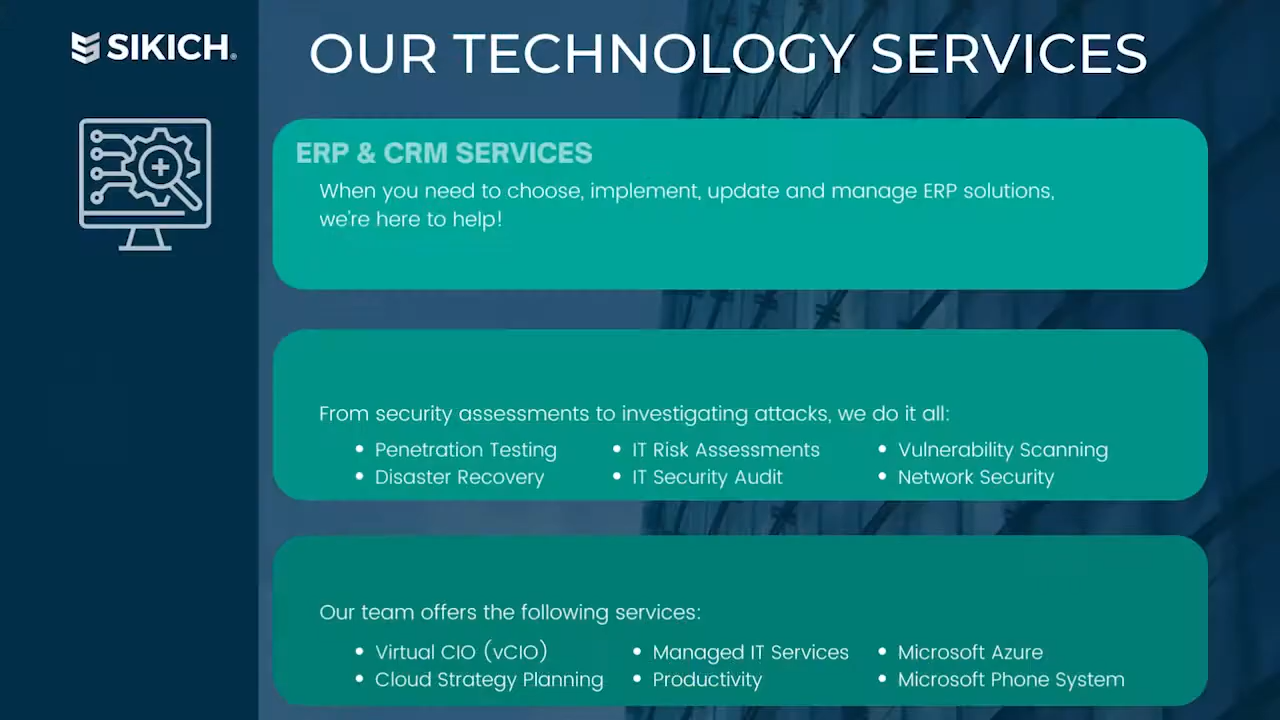 SIKICH®
OUR TECHNOLOGY SERVICES
ERP & CRM SERVICES
When you need to choose, implement, update and manage ERP solutions,
we're here to help!
From security assessments to investigating attacks, we do it all:
• Penetration Testing • IT Risk Assessments • Vulnerability Scanning
• Disaster Recovery • IT Security Audit • Network Security
Our team offers the following services:
• Virtual CIO (vCIO) • Managed IT Services • Microsoft Azure
• Cloud Strategy Planning • Productivity • Microsoft Phone System